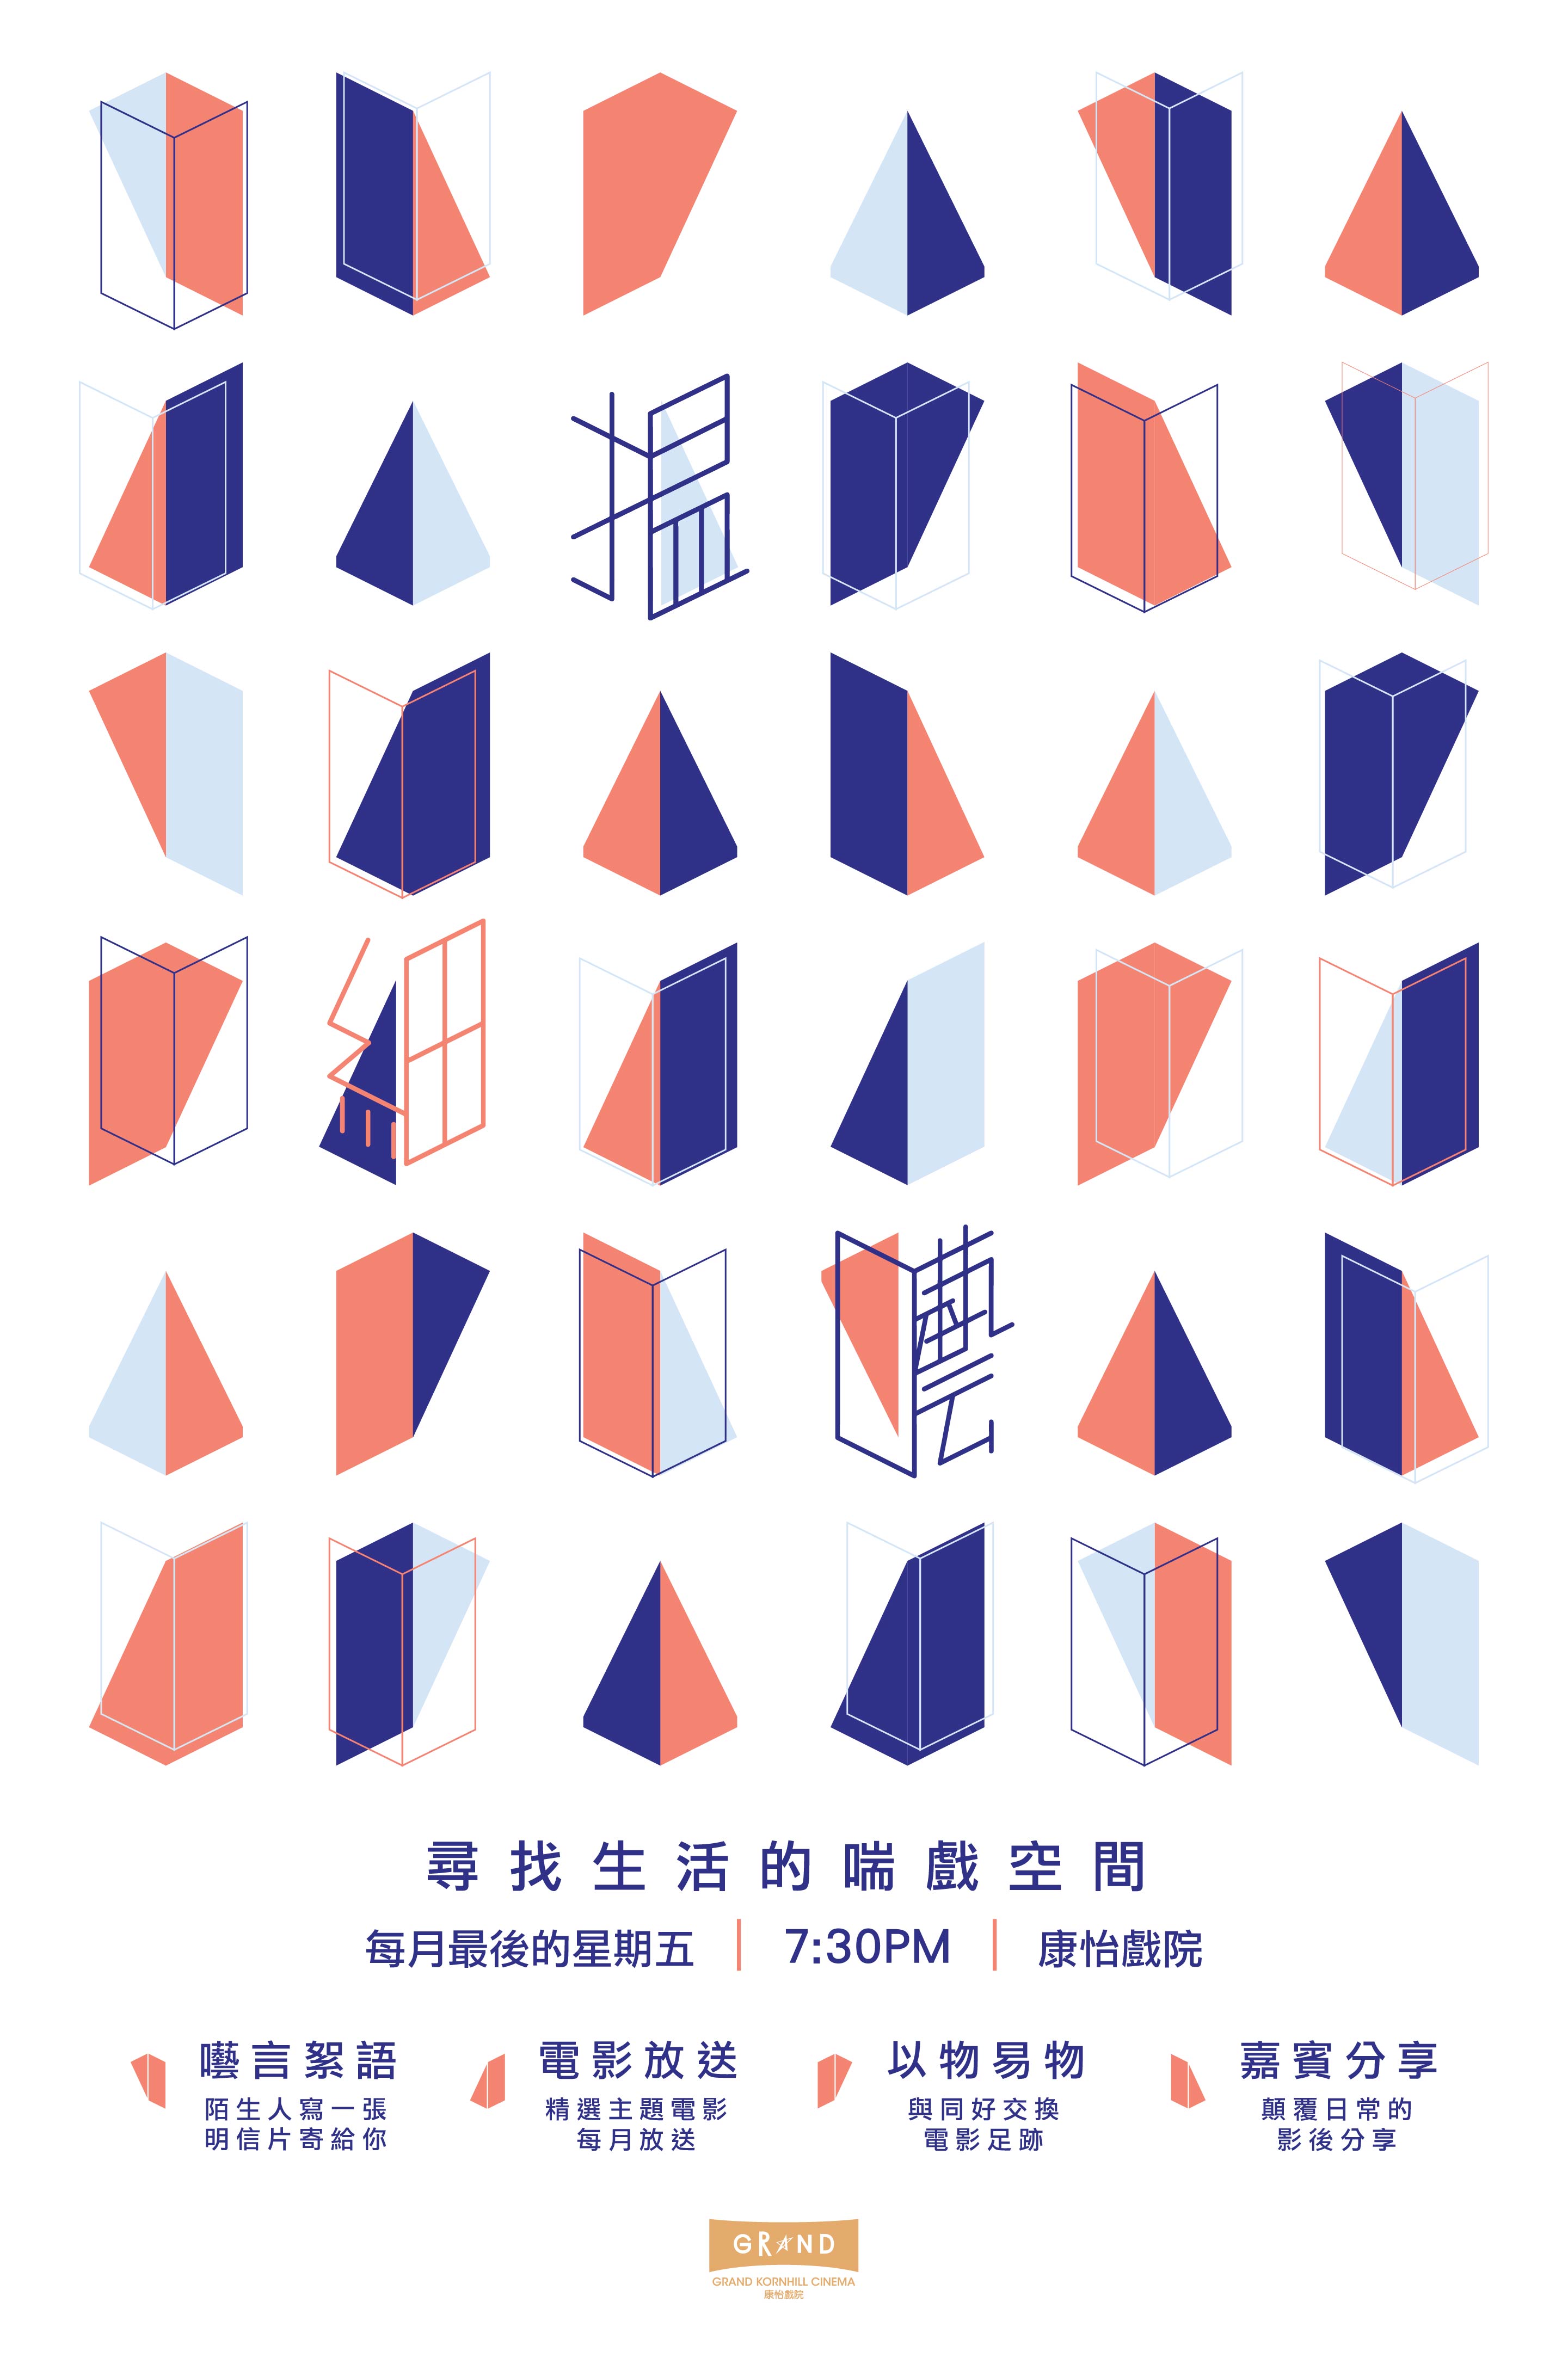 揾
細
囈
尋找生活的喘戲空間
每月最後的星期五 | 7:30PM | 康怡戲院
囈言絮語
陌生人寫一張
明信片寄給你
電影放送
精選主題電影
每月放送
以物易物
與同好交換
電影足跡
嘉賓分享
顛覆日常的
影後分享
GRAND
GRAND KORNHILL CINEMA
康怡戲院